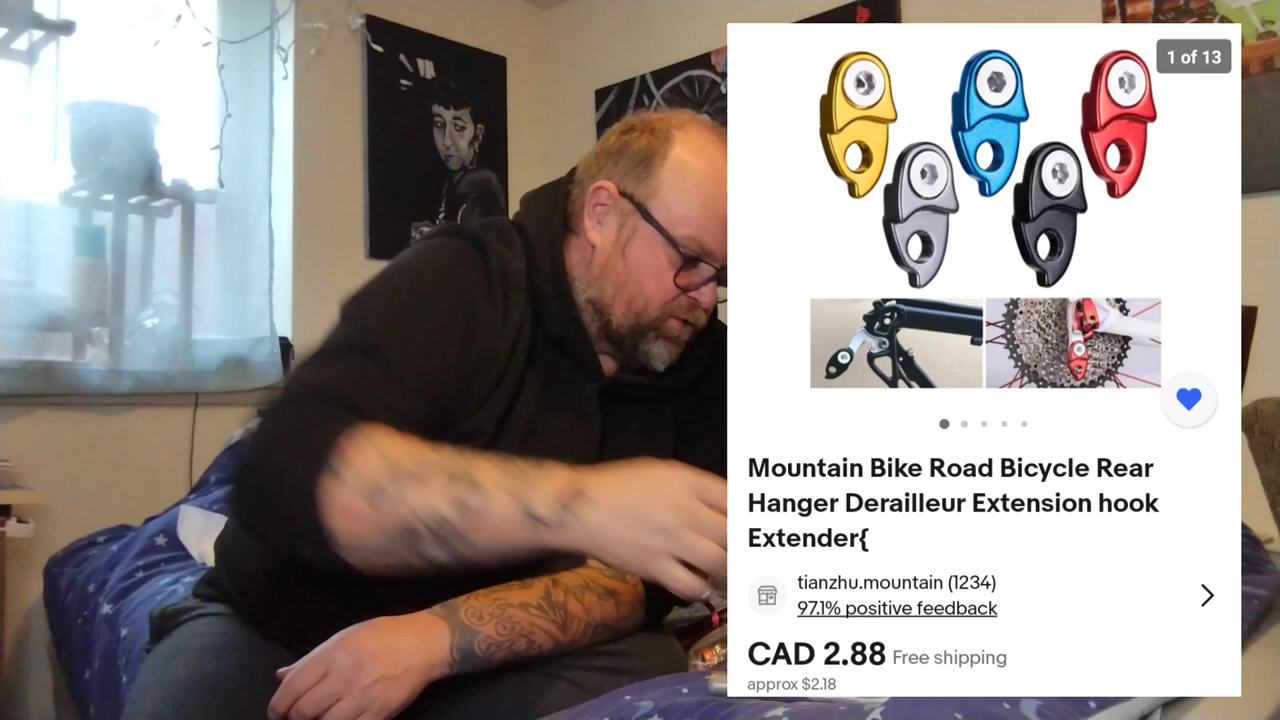 1 of 13
Mountain Bike Road Bicycle Rear
Hanger Derailleur Extension hook
Extender{
tianzhu.mountain (1234)
97.1% positive feedback
CAD 2.88 Free shipping
approx $2.18